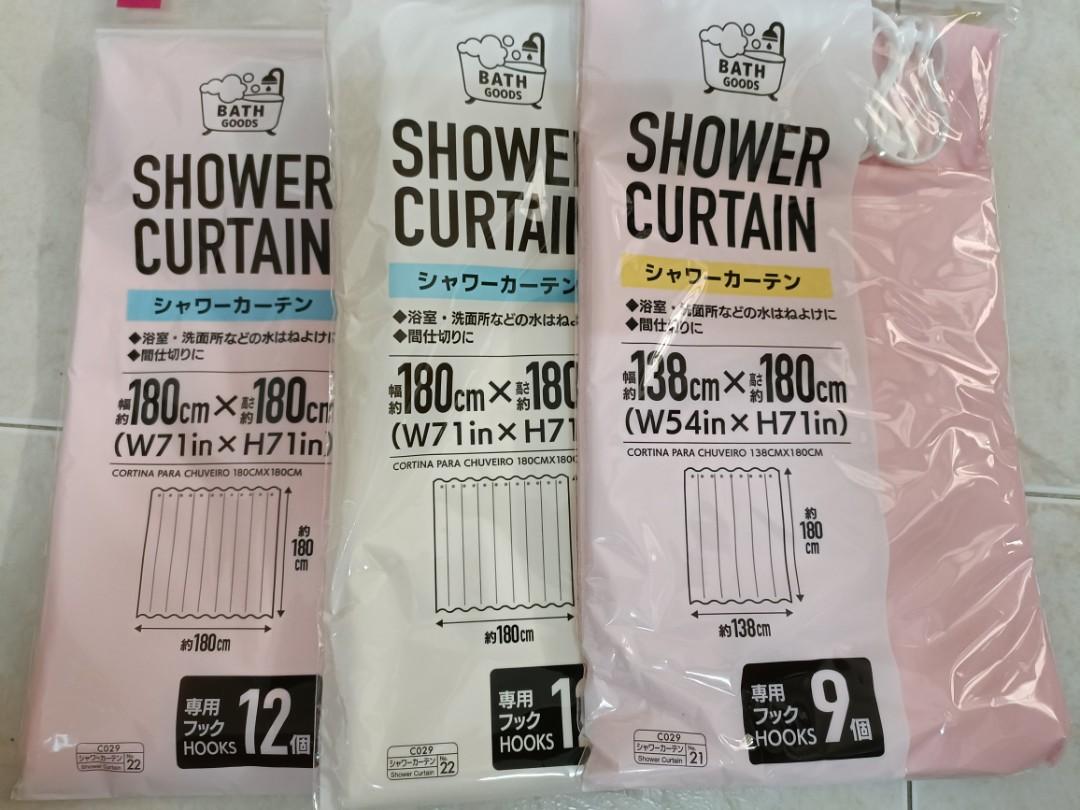 BATH
GOODS
SHOWER
CURTAIN
シャワーカーテン
◆浴室・洗面所などの水はねよけに
◆間仕切りに
幅約180cm×高さ約180cm
(W71in×H71in)
CORTINA PARA CHUVEIRO 180CMX180CM
約180cm
約180cm
専用
フック
HOOKS
12個
C029
シャワーカーテン
Shower Curtain
No.22
BATH
GOODS
SHOWE
CURTAIN
シャワーカーテン
◆浴室・洗面所などの水はねよ
◆間仕切りに
幅約180cm×高さ約180
(W71in×H71
CORTINA PARA CHUVEIRO 180CMX180C
約180cm
専用
フック
HOOKS
1
C029
シャワーカーテン
Shower Curtain
No.22
BATH
GOODS
SHOWER
CURTAIN
シャワーカーテン
◆浴室・洗面所などの水はねよけに
◆間仕切りに
幅約138cm×高さ約180cm
(W54in×H71in)
CORTINA PARA CHUVEIRO 138CMX180CM
約180cm
約138cm
専用
フック
HOOKS
9個
C029
シャワーカーテン
Shower Curtain
No.21